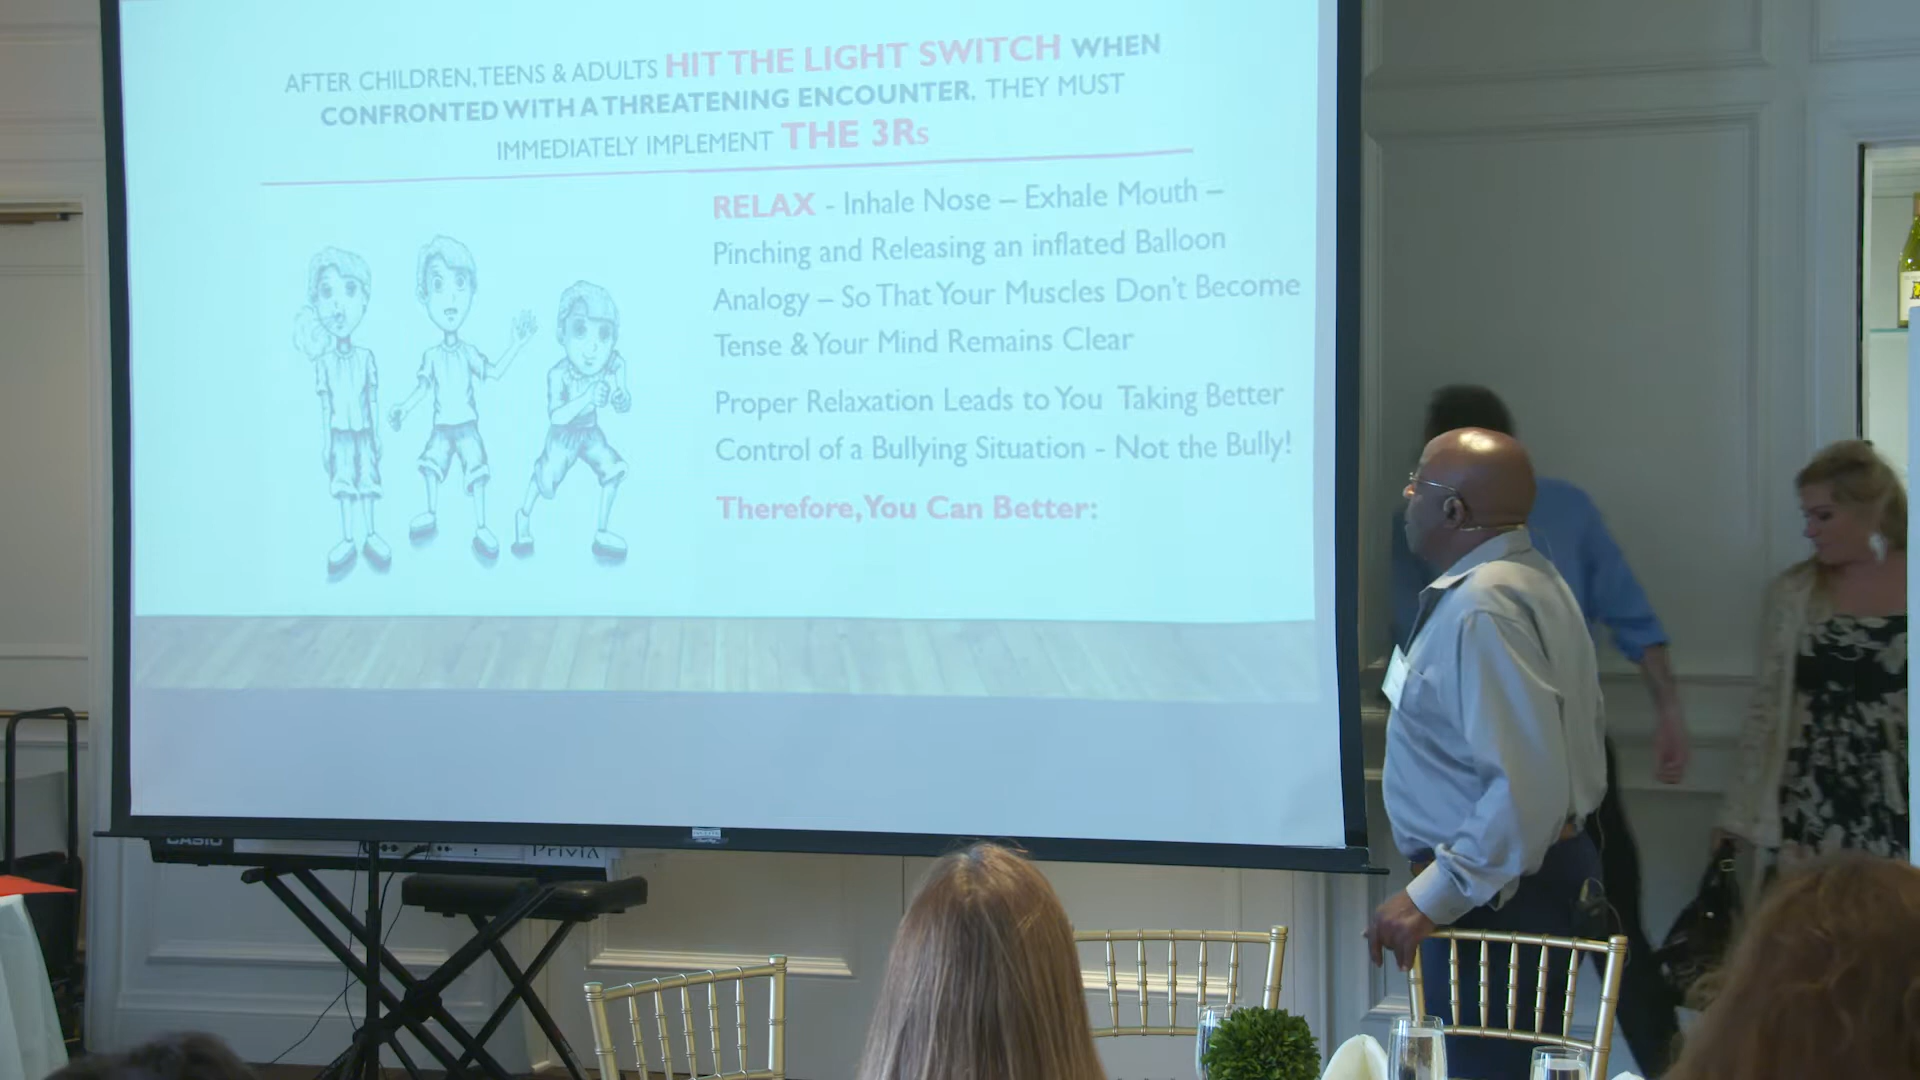 AFTER CHILDREN, TEENS & ADULTS HIT THE LIGHT SWITCH WHEN
CONFRONTED WITH A THREATENING ENCOUNTER, THEY MUST
IMMEDIATELY IMPLEMENT THE 3Rs
RELAX - Inhale Nose – Exhale Mouth –
Pinching and Releasing an inflated Balloon
Analogy – So That Your Muscles Don't Become
Tense & Your Mind Remains Clear
Proper Relaxation Leads to You Taking Better
Control of a Bullying Situation - Not the Bully!
Therefore, You Can Better:
CASIO
Privia